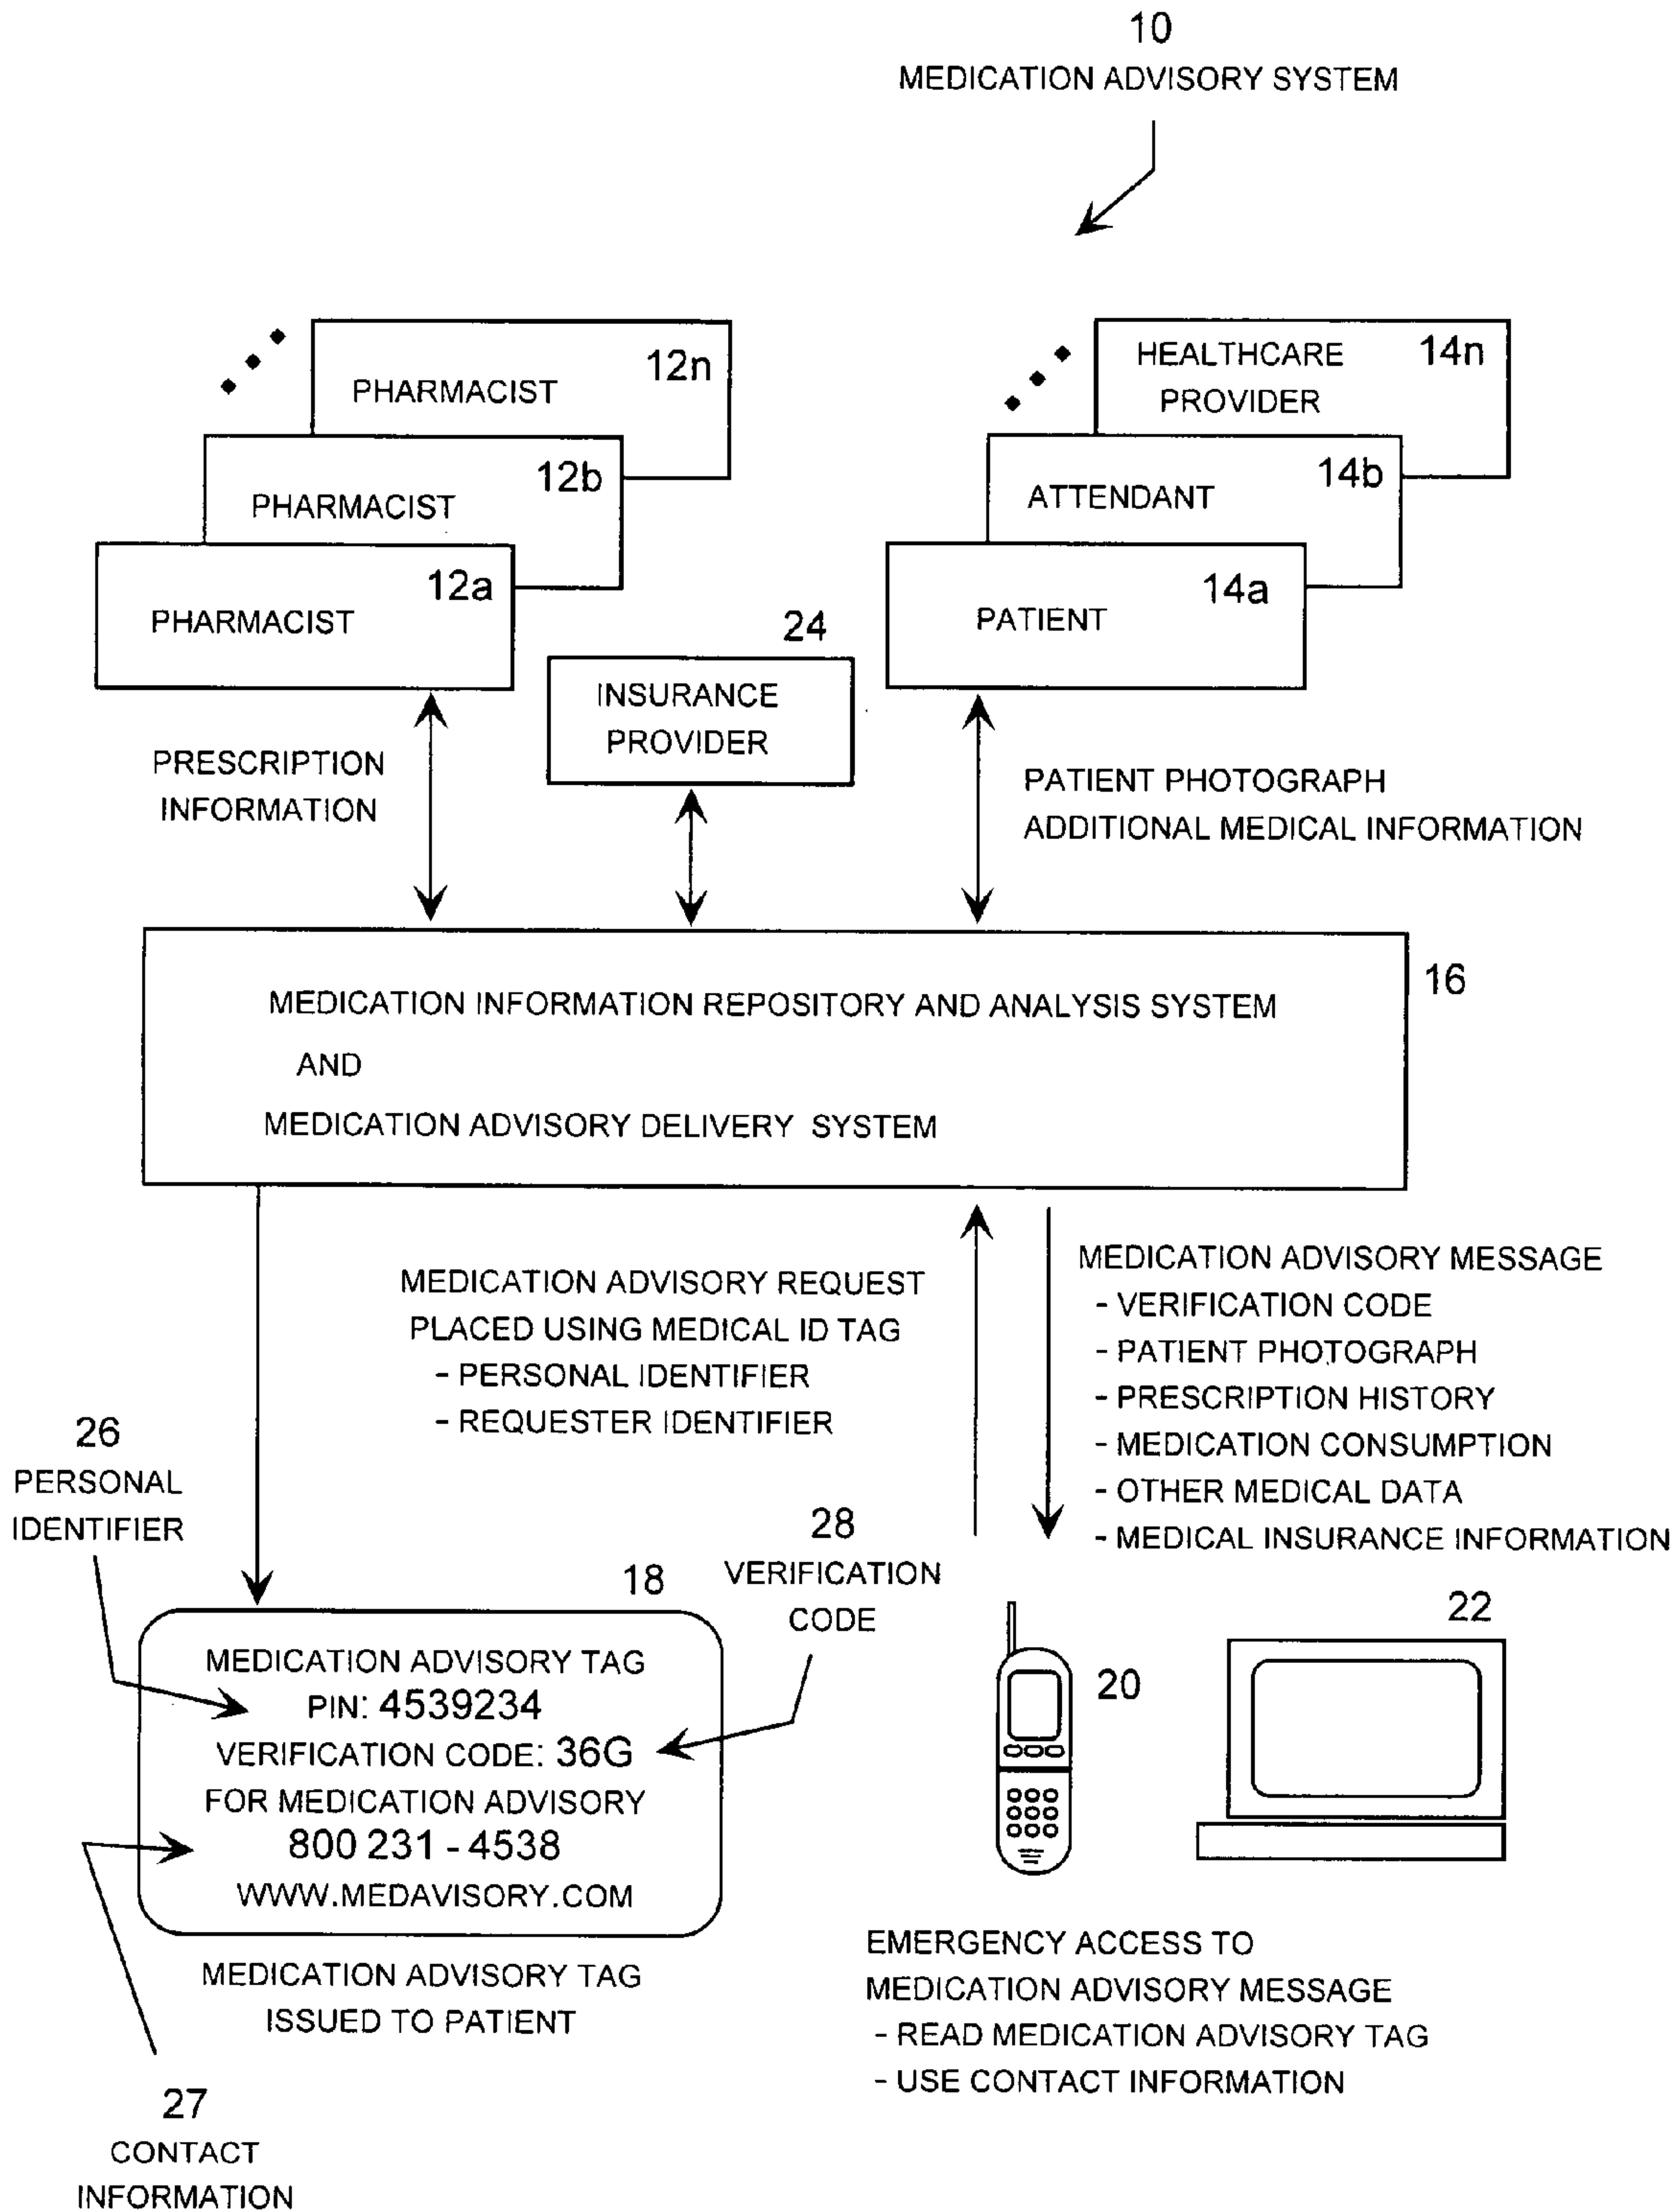 10
MEDICATION ADVISORY SYSTEM
12n
PHARMACIST
12b
PHARMACIST
12a
PHARMACIST
HEALTHCARE
PROVIDER
14n
14b
ATTENDANT
14a
PATIENT
24
INSURANCE
PROVIDER
PRESCRIPTION
INFORMATION
PATIENT PHOTOGRAPH
ADDITIONAL MEDICAL INFORMATION
16
MEDICATION INFORMATION REPOSITORY AND ANALYSIS SYSTEM
AND
MEDICATION ADVISORY DELIVERY SYSTEM
MEDICATION ADVISORY REQUEST
PLACED USING MEDICAL ID TAG
- PERSONAL IDENTIFIER
- REQUESTER IDENTIFIER
MEDICATION ADVISORY MESSAGE
- VERIFICATION CODE
- PATIENT PHOTOGRAPH
- PRESCRIPTION HISTORY
- MEDICATION CONSUMPTION
- OTHER MEDICAL DATA
- MEDICAL INSURANCE INFORMATION
26
PERSONAL
IDENTIFIER
28
VERIFICATION
CODE
18
MEDICATION ADVISORY TAG
PIN: 4539234
VERIFICATION CODE: 36G
FOR MEDICATION ADVISORY
800 231 - 4538
WWW.MEDAVISORY.COM
MEDICATION ADVISORY TAG
ISSUED TO PATIENT
27
CONTACT
INFORMATION
20
22
EMERGENCY ACCESS TO
MEDICATION ADVISORY MESSAGE
- READ MEDICATION ADVISORY TAG
- USE CONTACT INFORMATION